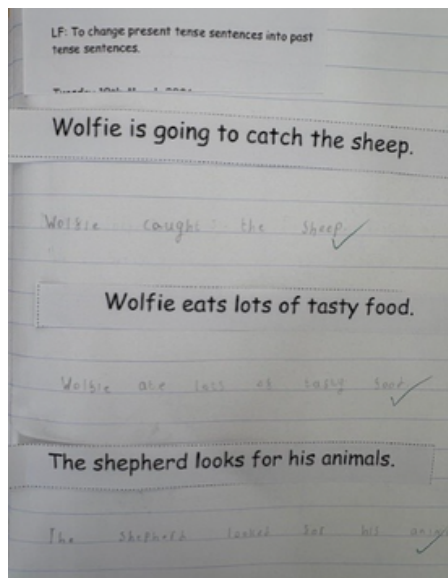 LF: To change present tense sentences into past
tense sentences.
Wolfie is going to catch the sheep.
Wolfie caught the sheep.
Wolfie eats lots of tasty food.
Wolfie ate lots of tasty food.
The shepherd looks for his animals.
The shepherd looked for his